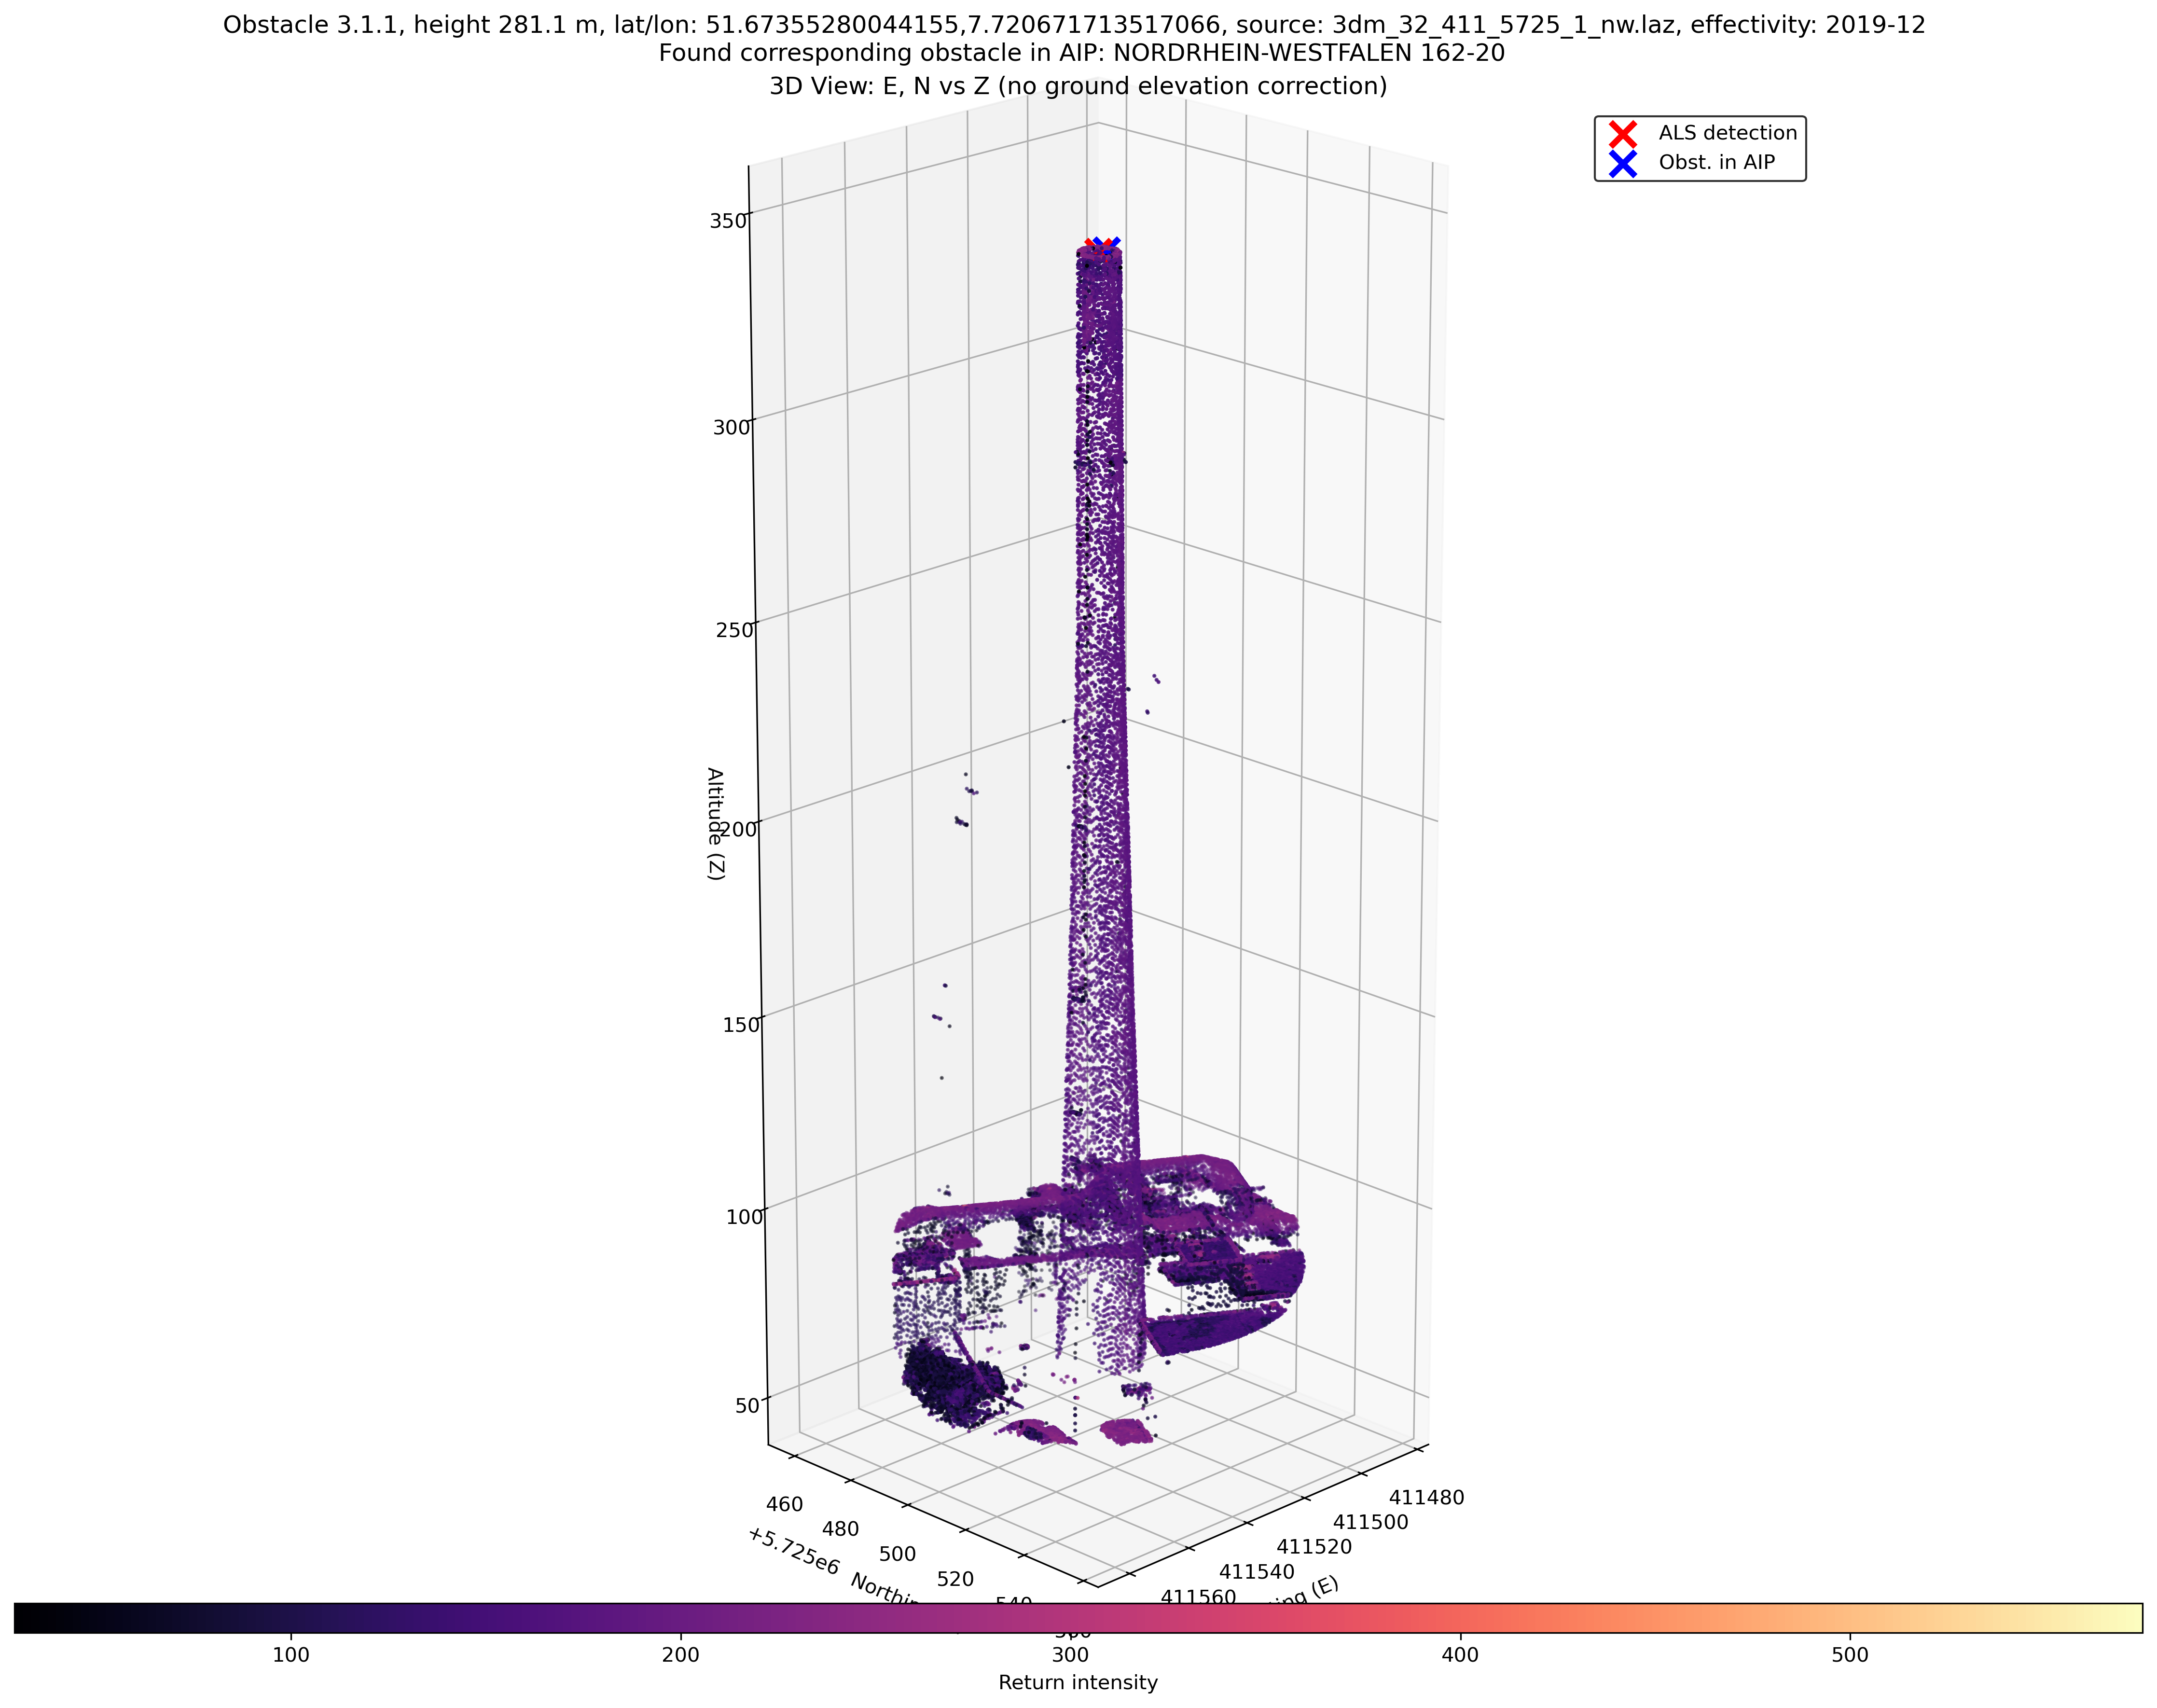 Obstacle 3.1.1, height 281.1 m, lat/lon: 51.67355280044155,7.720671713517066, source: 3dm_32_411_5725_1_nw.laz, effectivity: 2019-12
Found corresponding obstacle in AIP: NORDRHEIN-WESTFALEN 162-20
3D View: E, N vs Z (no ground elevation correction)
ALS detection
Obst. in AIP
350
300
250
200
150
100
50
Altitude (Z)
460
480
500
520
+5.725e6
411480
411500
411520
411540
411560
(E)
100
200
300
400
500
Return intensity